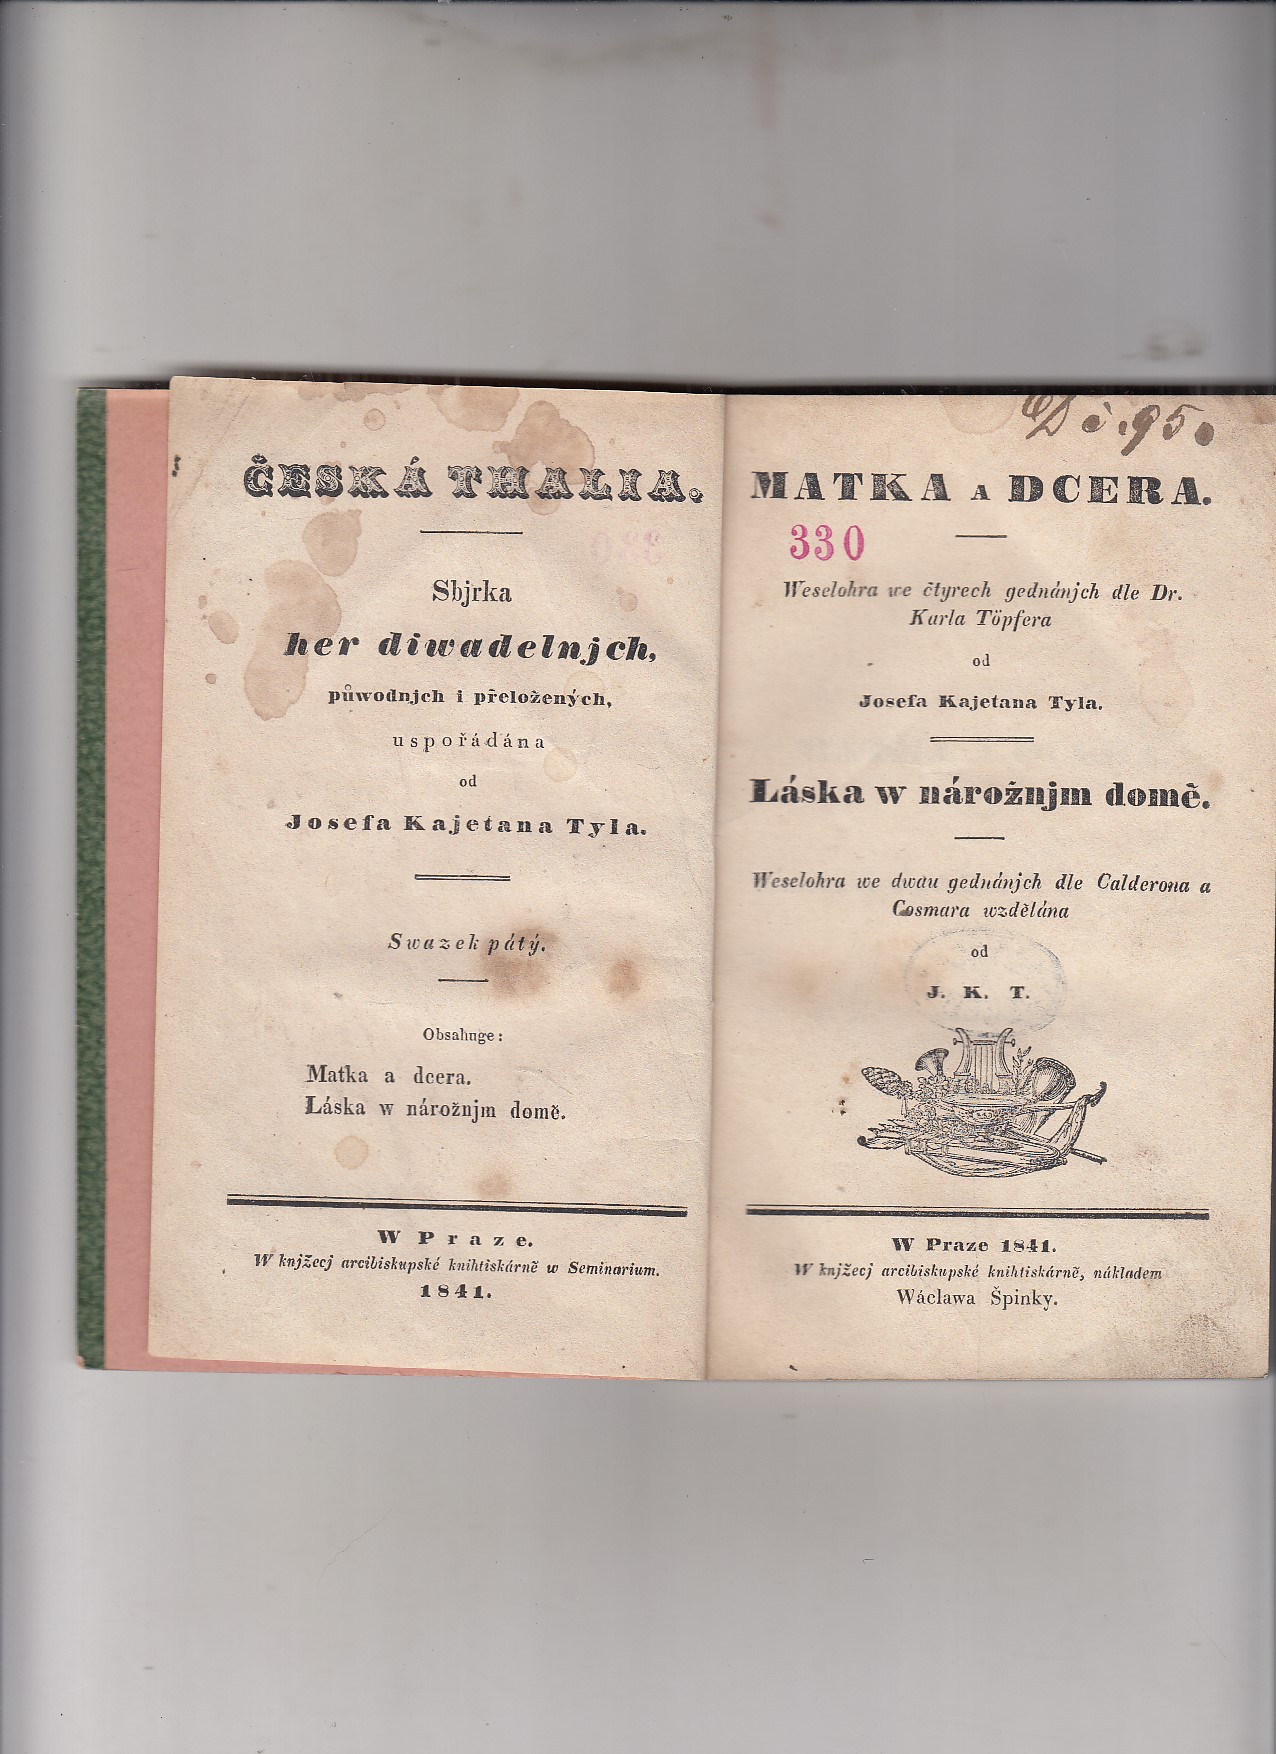 ČESKÁ THALIA.
Sbjrka
her diwadelnjch,
půwodnjch i přeložených,
uspořádána
od
Josefa Kajetana Tyla.
Swazek pátý.
Obsahuge:
Matka a dcera.
Láska w nárožnjm domě.
W Praze.
W knjžecj arcibiskupské knihtiskárně w Seminarium.
1841.
č. 95.
MATKA A DCERA.
330
Weselohra we čtyrech gednánjch dle Dr.
Karla Töpfera
od
Josefa Kajetana Tyla.
Láska w nárožnjm domě.
Weselohra we dwau gednánjch dle Calderona a
Cosmara wzdělána
od
J. K. T.
W Praze 1841.
W knjžecj arcibiskupské knihtiskárně, nákladem
Wáclawa Špinky.